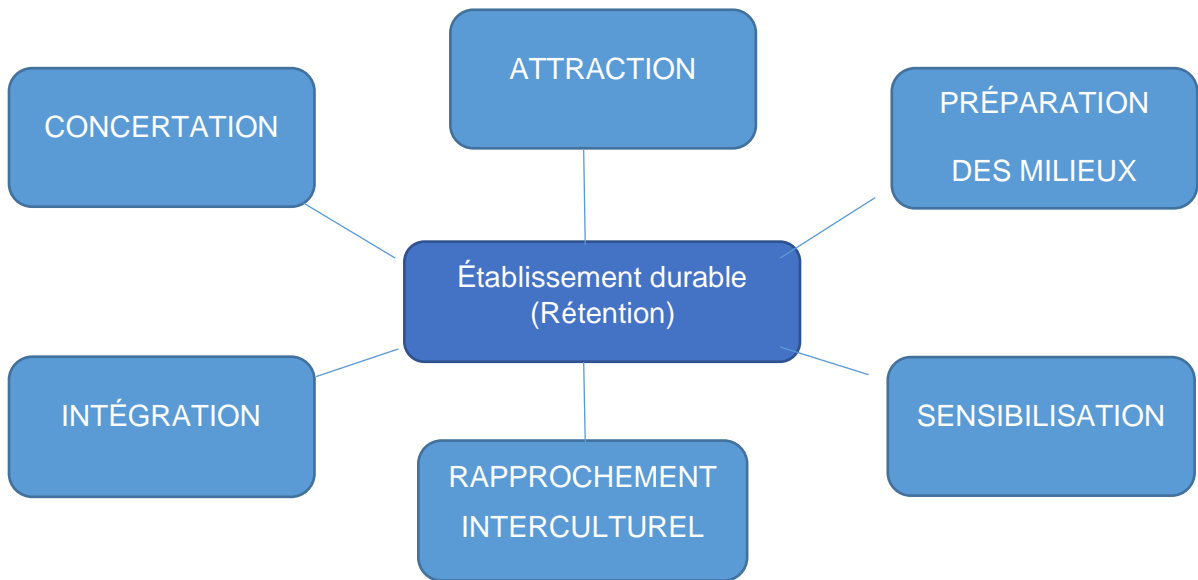 ATTRACTION
CONCERTATION
PRÉPARATION
DES MILIEUX
Établissement durable
(Rétention)
INTÉGRATION
SENSIBILISATION
RAPPROCHEMENT
INTERCULTUREL